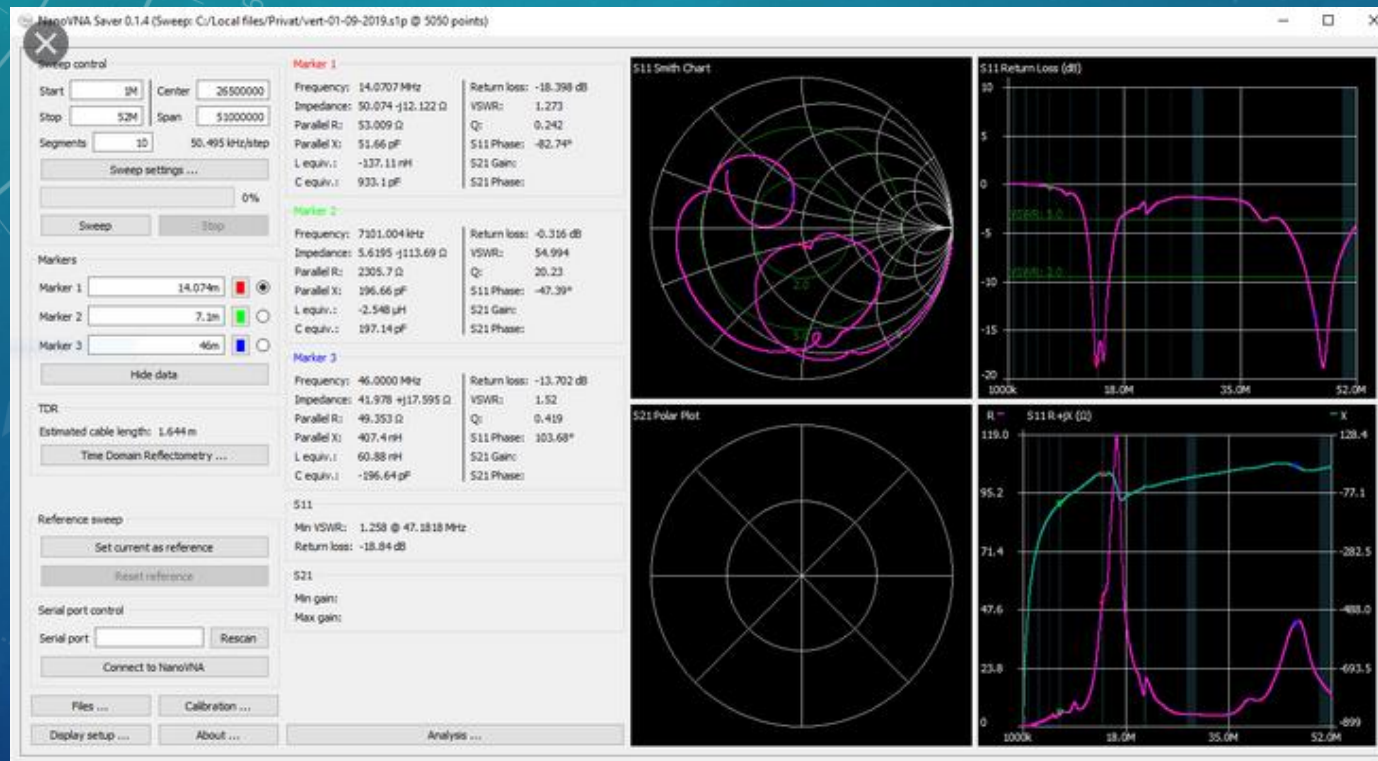 NanoVNA Saver 0.1.4 (Sweep: C:/Local files/Privat/vert-01-09-2019.s1p @ 5050 points)
Sweep control
Start 1M Center 26500000
Stop 52M Span 51000000
Segments 10 50.495 kHz/step
Sweep settings ...
0%
Sweep Stop
Markers
Marker 1 14.074m
Marker 2 7.1m
Marker 3 46m
Hide data
TDR
Estimated cable length: 1.644 m
Time Domain Reflectometry ...
Reference sweep
Set current as reference
Reset reference
Serial port control
Serial port Rescan
Connect to NanoVNA
Files ... Calibration ...
Display setup ... About ...
Marker 1
Frequency: 14.0707 MHz Return loss: -18.398 dB
Impedance: 50.074 -j12.122 Ω VSWR: 1.273
Parallel R: 53.009 Ω Q: 0.242
Parallel X: 51.66 pF S11 Phase: -82.74°
L equiv.: -137.11 nH S21 Gain:
C equiv.: 933.1 pF S21 Phase:
Marker 2
Frequency: 7101.004 kHz Return loss: -0.316 dB
Impedance: 5.6195 -j113.69 Ω VSWR: 54.994
Parallel R: 2305.7 Ω Q: 20.23
Parallel X: 196.66 pF S11 Phase: -47.39°
L equiv.: -2.548 µH S21 Gain:
C equiv.: 197.14 pF S21 Phase:
Marker 3
Frequency: 46.0000 MHz Return loss: -13.702 dB
Impedance: 41.978 +j17.595 Ω VSWR: 1.52
Parallel R: 49.353 Ω Q: 0.419
Parallel X: 407.4 nH S11 Phase: 103.68°
L equiv.: 60.88 nH S21 Gain:
C equiv.: -196.64 pF S21 Phase:
S11
Min VSWR: 1.258 @ 47.1818 MHz
Return loss: -18.84 dB
S21
Min gain:
Max gain:
Analysis ...
S11 Smith Chart
2.0
S11 Return Loss (dB)
10
5
0
VSWR: 5.0
-5
VSWR: 2.0
-10
-15
-20
1000k 18.0M 35.0M 52.0M
S21 Polar Plot
R S11 R+jX (Ω) X
119.0 128.4
95.2 -77.1
71.4 -282.5
47.6 -488.0
23.8 -693.5
0 -899
1000k 18.0M 35.0M 52.0M